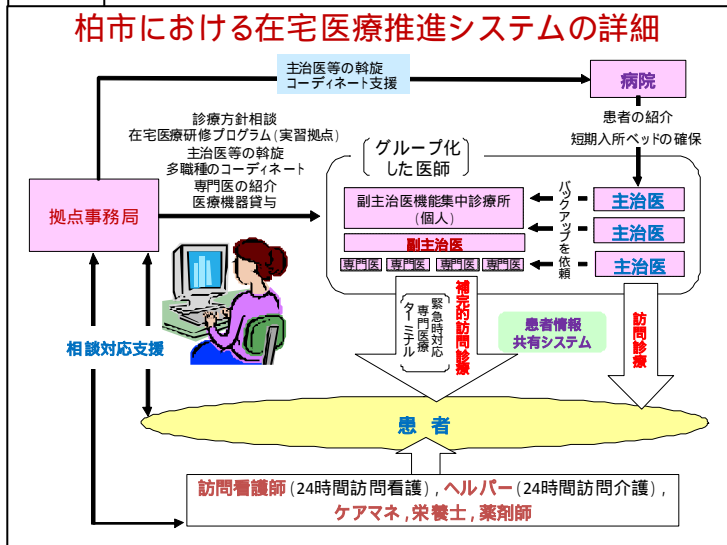 柏市における在宅医療推進システムの詳細
主治医等の斡旋
コーディネート支援
病院
患者の紹介
短期入所ベッドの確保
診療方針相談
在宅医療研修プログラム(実習拠点)
主治医等の斡旋
多職種のコーディネート
専門医の紹介
医療機器貸与
グループ化
した医師
拠点事務局
副主治医機能集中診療所
(個人)
副主治医
専門医 専門医 専門医 専門医
バックアップを依頼
主治医
主治医
主治医
緊急時対応
専門医療
ターミナル
補完的訪問診療
患者情報
共有システム
訪問診療
相談対応支援
患 者
訪問看護師(24時間訪問看護),ヘルパー(24時間訪問介護),
ケアマネ,栄養士,薬剤師